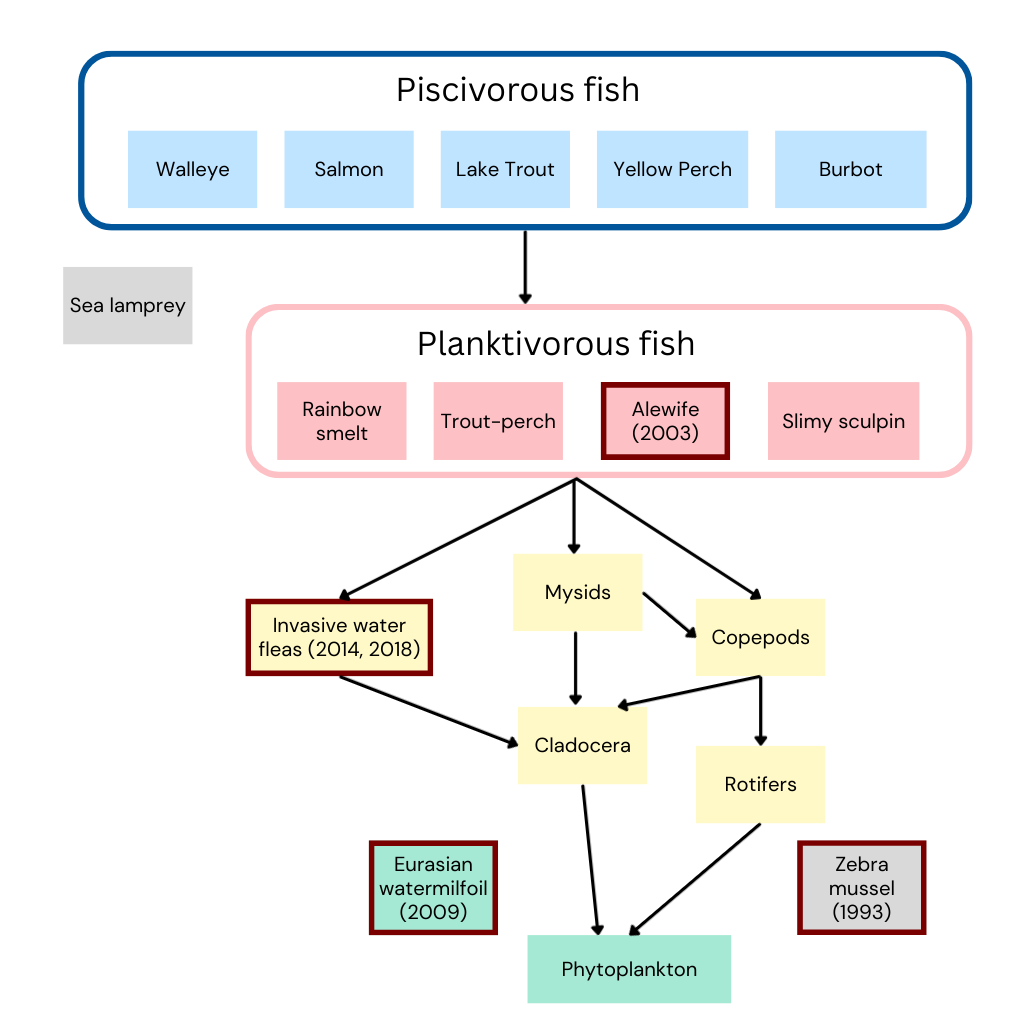 Piscivorous fish
Walleye
Salmon
Lake Trout
Yellow Perch
Burbot
Sea lamprey
Planktivorous fish
Rainbow
smelt
Trout-perch
Alewife
(2003)
Slimy sculpin
Mysids
Invasive water
fleas (2014, 2018)
Copepods
Cladocera
Rotifers
Eurasian
watermilfoil
(2009)
Zebra
mussel
(1993)
Phytoplankton